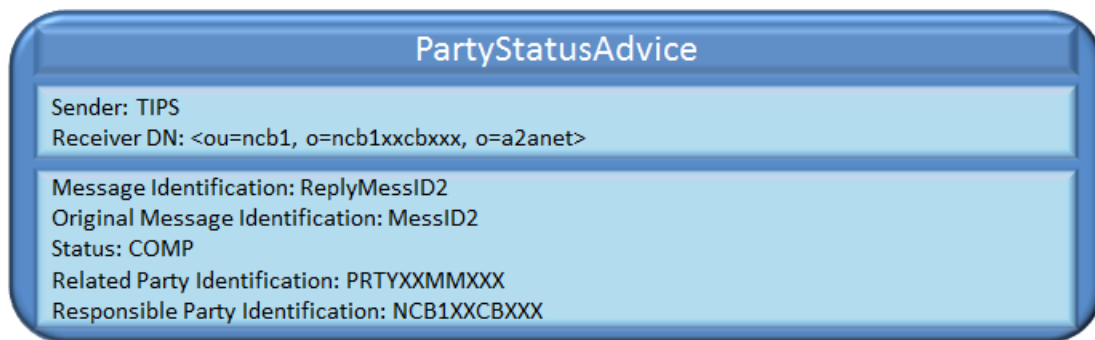 PartyStatusAdvice
Sender: TIPS
Receiver DN: <ou=ncb1, o=ncb1xxcbxxx, o=a2anet>
Message Identification: ReplyMessID2
Original Message Identification: MessID2
Status: COMP
Related Party Identification: PRTYXXMMXXX
Responsible Party Identification: NCB1XXCBXXX